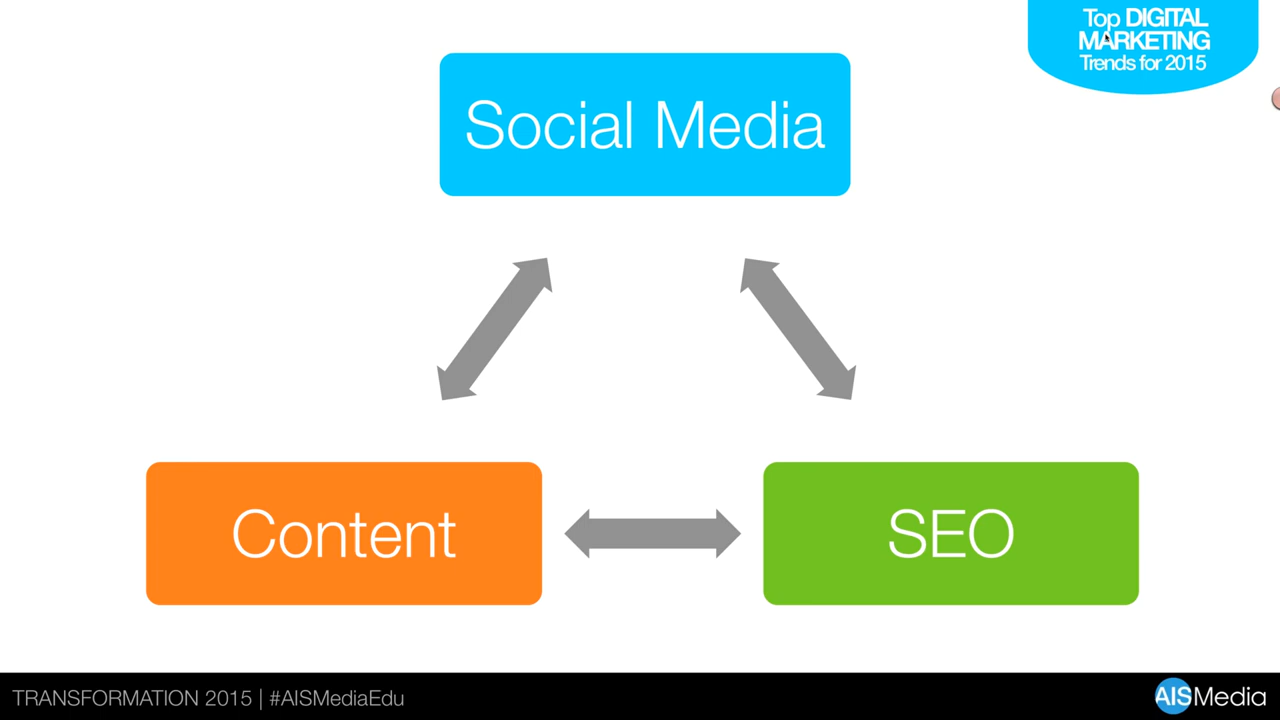 Top DIGITAL
MARKETING
Trends for 2015
Social Media
Content
SEO
TRANSFORMATION 2015 | #AISMediaEdu
AISMedia